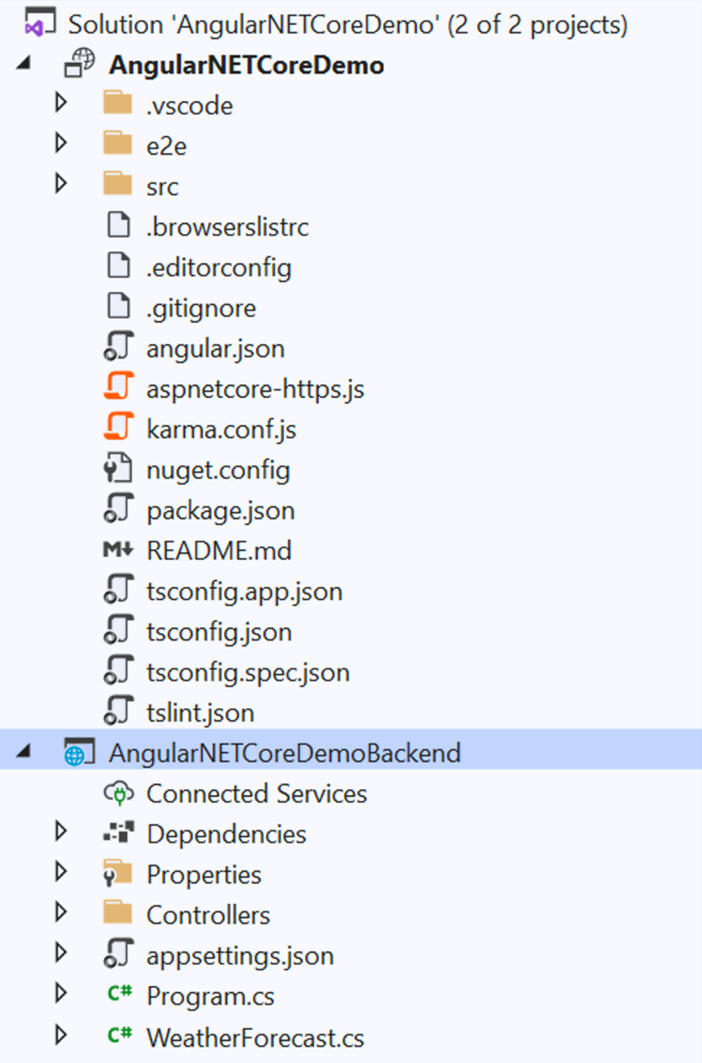 Solution 'AngularNETCoreDemo' (2 of 2 projects)
AngularNETCoreDemo
.vscode
e2e
src
.browserslistrc
.editorconfig
.gitignore
angular.json
aspnetcore-https.js
karma.conf.js
nuget.config
package.json
README.md
tsconfig.app.json
tsconfig.json
tsconfig.spec.json
tslint.json
AngularNETCoreDemoBackend
Connected Services
Dependencies
Properties
Controllers
appsettings.json
C# Program.cs
C# WeatherForecast.cs